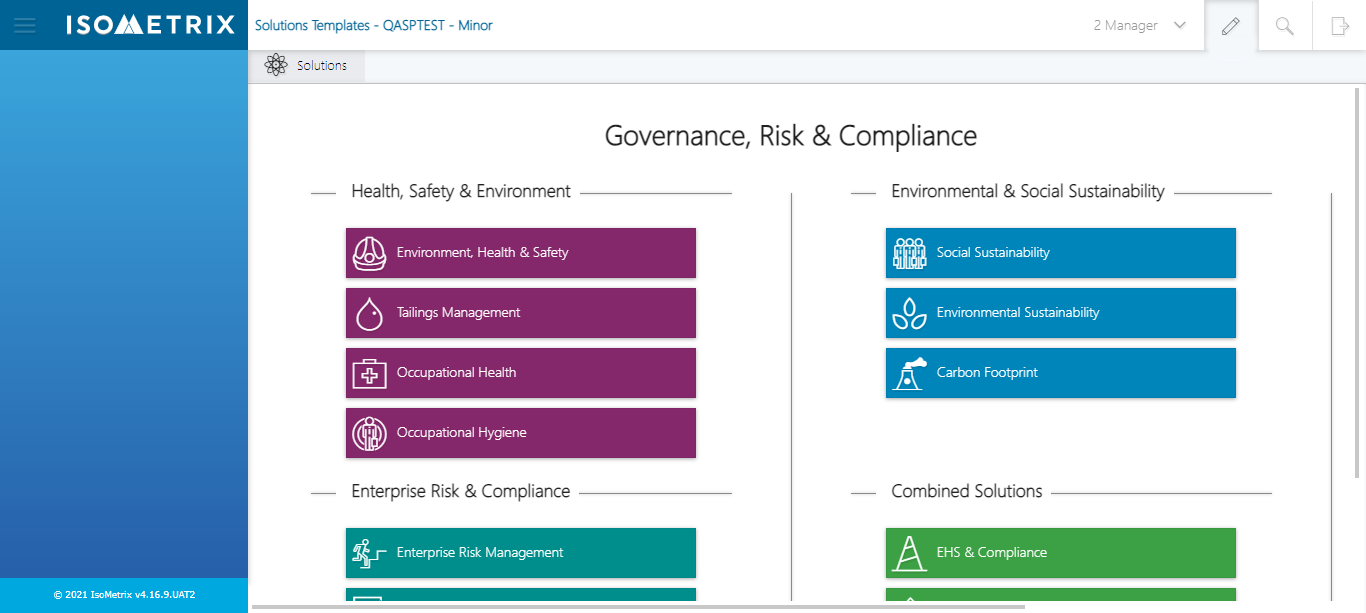 ISOMETRIX
Solutions Templates - QASPTEST - Minor
2 Manager
Solutions
Governance, Risk & Compliance
Health, Safety & Environment
Environment, Health & Safety
Tailings Management
Occupational Health
Occupational Hygiene
Environmental & Social Sustainability
Social Sustainability
Environmental Sustainability
Carbon Footprint
Enterprise Risk & Compliance
Enterprise Risk Management
Combined Solutions
EHS & Compliance
© 2021 IsoMetrix v4.16.9.UAT2